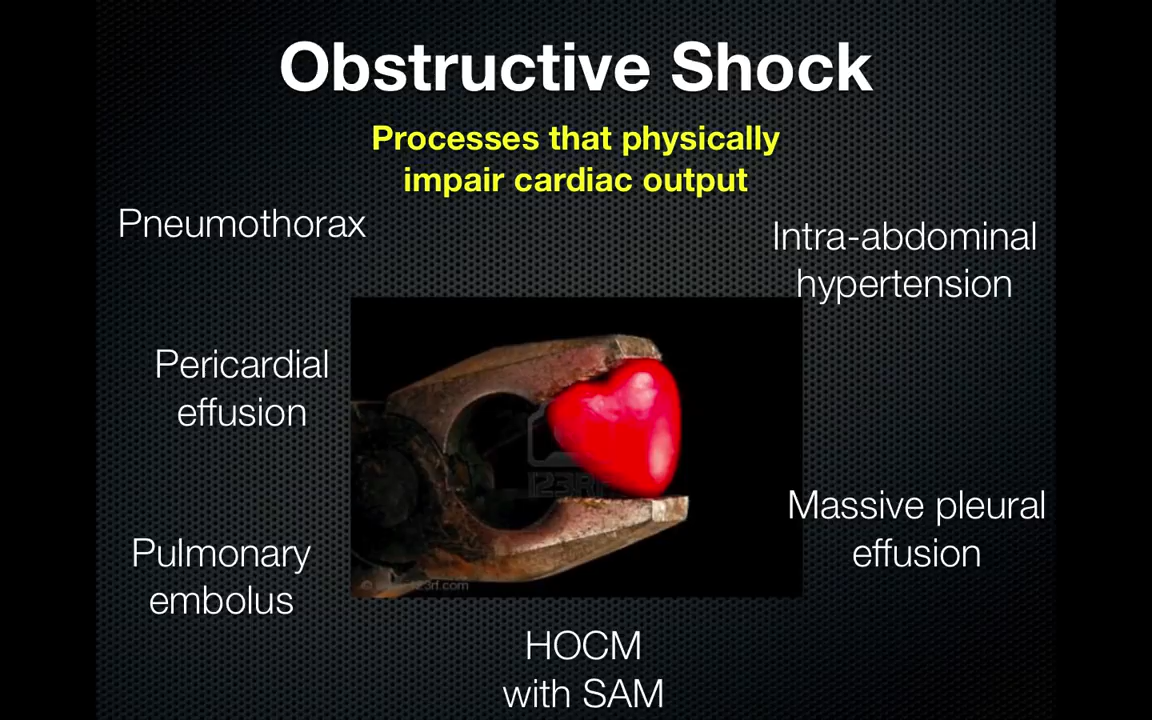 Obstructive Shock
Processes that physically
impair cardiac output
Pneumothorax
Intra-abdominal
hypertension
Pericardial
effusion
Massive pleural
effusion
Pulmonary
embolus
HOCM
with SAM
123RF